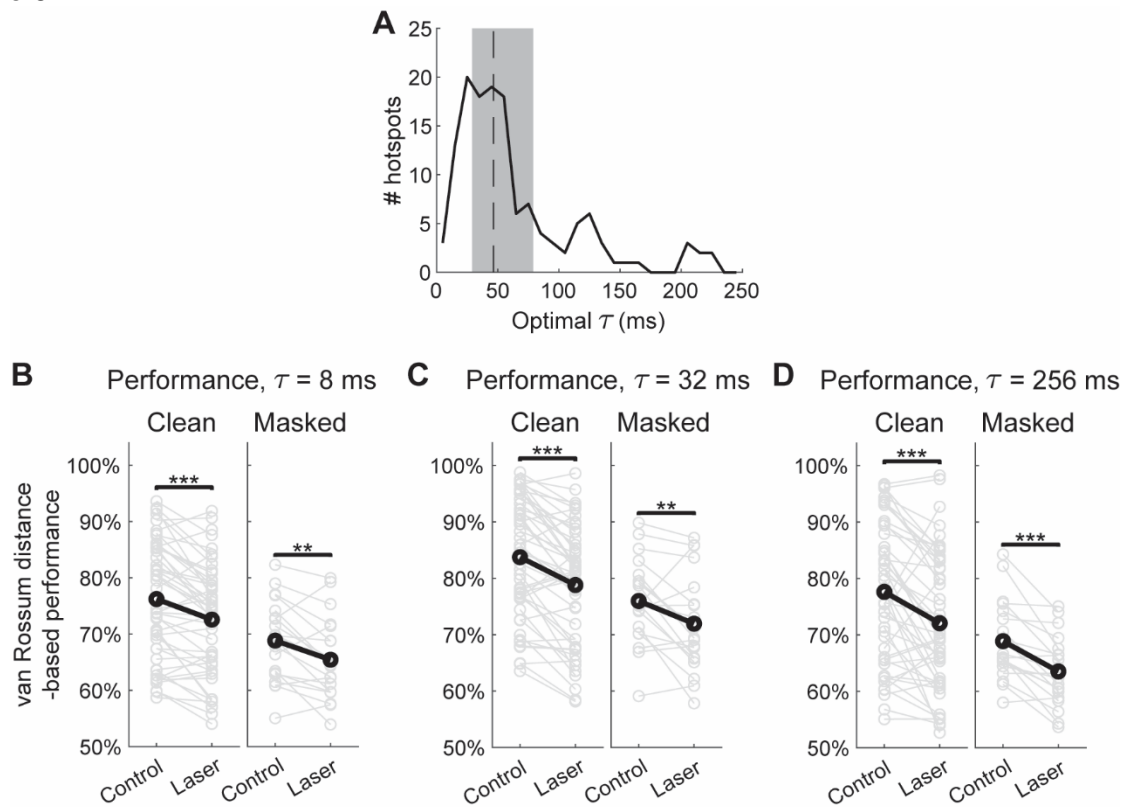 A
25
20
15
10
5
0
# hotspots
0 50 100 150 200 250
Optimal τ (ms)
B Performance, τ = 8 ms
C Performance, τ = 32 ms
D Performance, τ = 256 ms
Clean Masked
Clean Masked
Clean Masked
van Rossum distance
-based performance
100%
90%
80%
70%
60%
50%
*** **
Control Laser Control Laser
100%
90%
80%
70%
60%
50%
*** **
Control Laser Control Laser
100%
90%
80%
70%
60%
50%
*** ***
Control Laser Control Laser